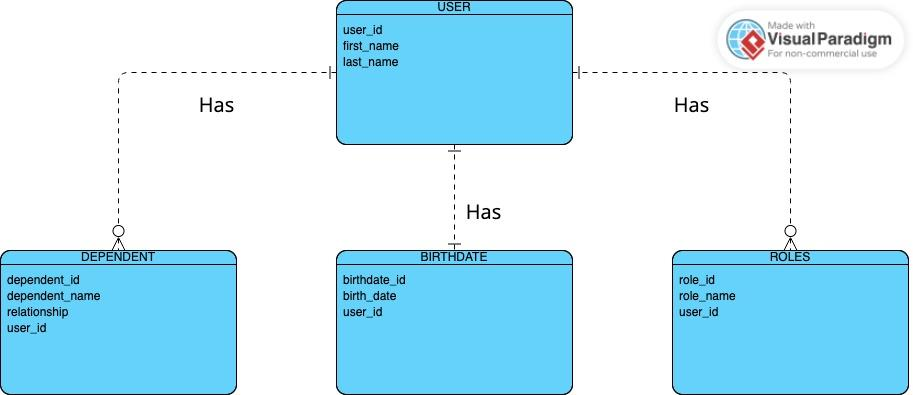 USER
user_id
first_name
last_name
Made with
Visual Paradigm
For non-commercial use
Has
Has
Has
DEPENDENT
dependent_id
dependent_name
relationship
user_id
BIRTHDATE
birthdate_id
birth_date
user_id
ROLES
role_id
role_name
user_id